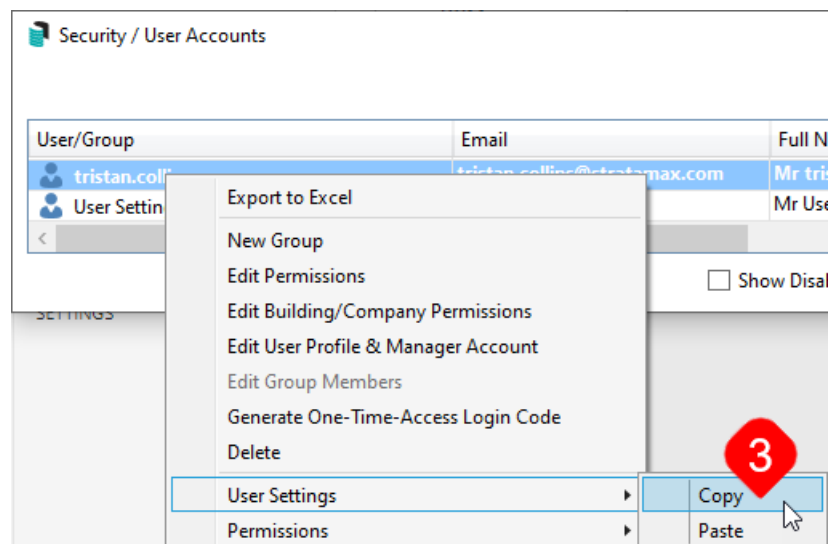 Security / User Accounts
User/Group Email Full N
tristan.coll tristan.collins@stratamax.com Mr tris
User Settin Mr Use
Export to Excel
New Group
Edit Permissions
Show Disal
Edit Building/Company Permissions
SETTINGS
Edit User Profile & Manager Account
Edit Group Members
Generate One-Time-Access Login Code
Delete
3
User Settings Copy
Permissions Paste